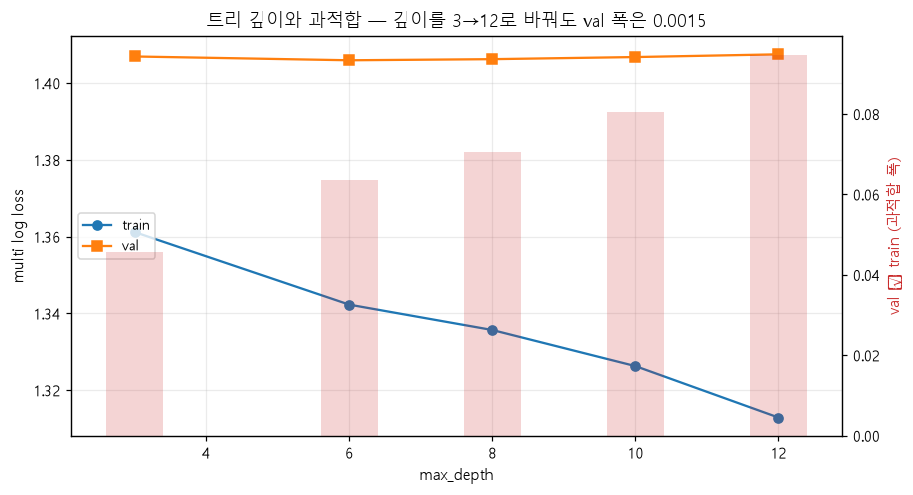 트리 깊이와 과적합 — 깊이를 3→12로 바꿔도 val 폭은 0.0015
multi log loss
1.40
1.38
1.36
1.34
1.32
train
val
0.08
0.06
0.04
0.02
0.00
val train (과적합 폭)
4
6
8
10
12
max_depth